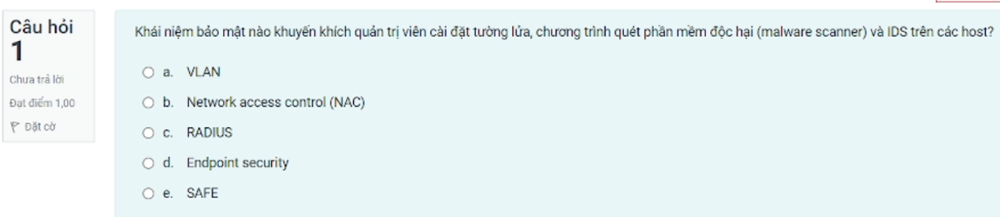 Câu hỏi
1
Chưa trả lời
Đạt điểm 1,00
Đặt cờ
Khái niệm bảo mật nào khuyến khích quản trị viên cài đặt tường lửa, chương trình quét phần mềm độc hại (malware scanner) và IDS trên các host?
a. VLAN
b. Network access control (NAC)
c. RADIUS
d. Endpoint security
e. SAFE